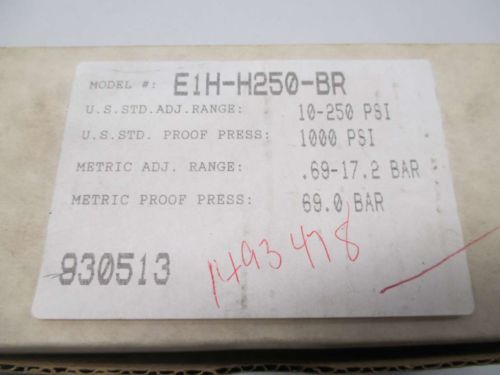 MODEL #: E1H-H250-BR
U.S.STD.ADJ.RANGE: 10-250 PSI
U.S.STD. PROOF PRESS: 1000 PSI
METRIC ADJ. RANGE: .69-17.2 BAR
METRIC PROOF PRESS: 69.0 BAR
930513
1493478